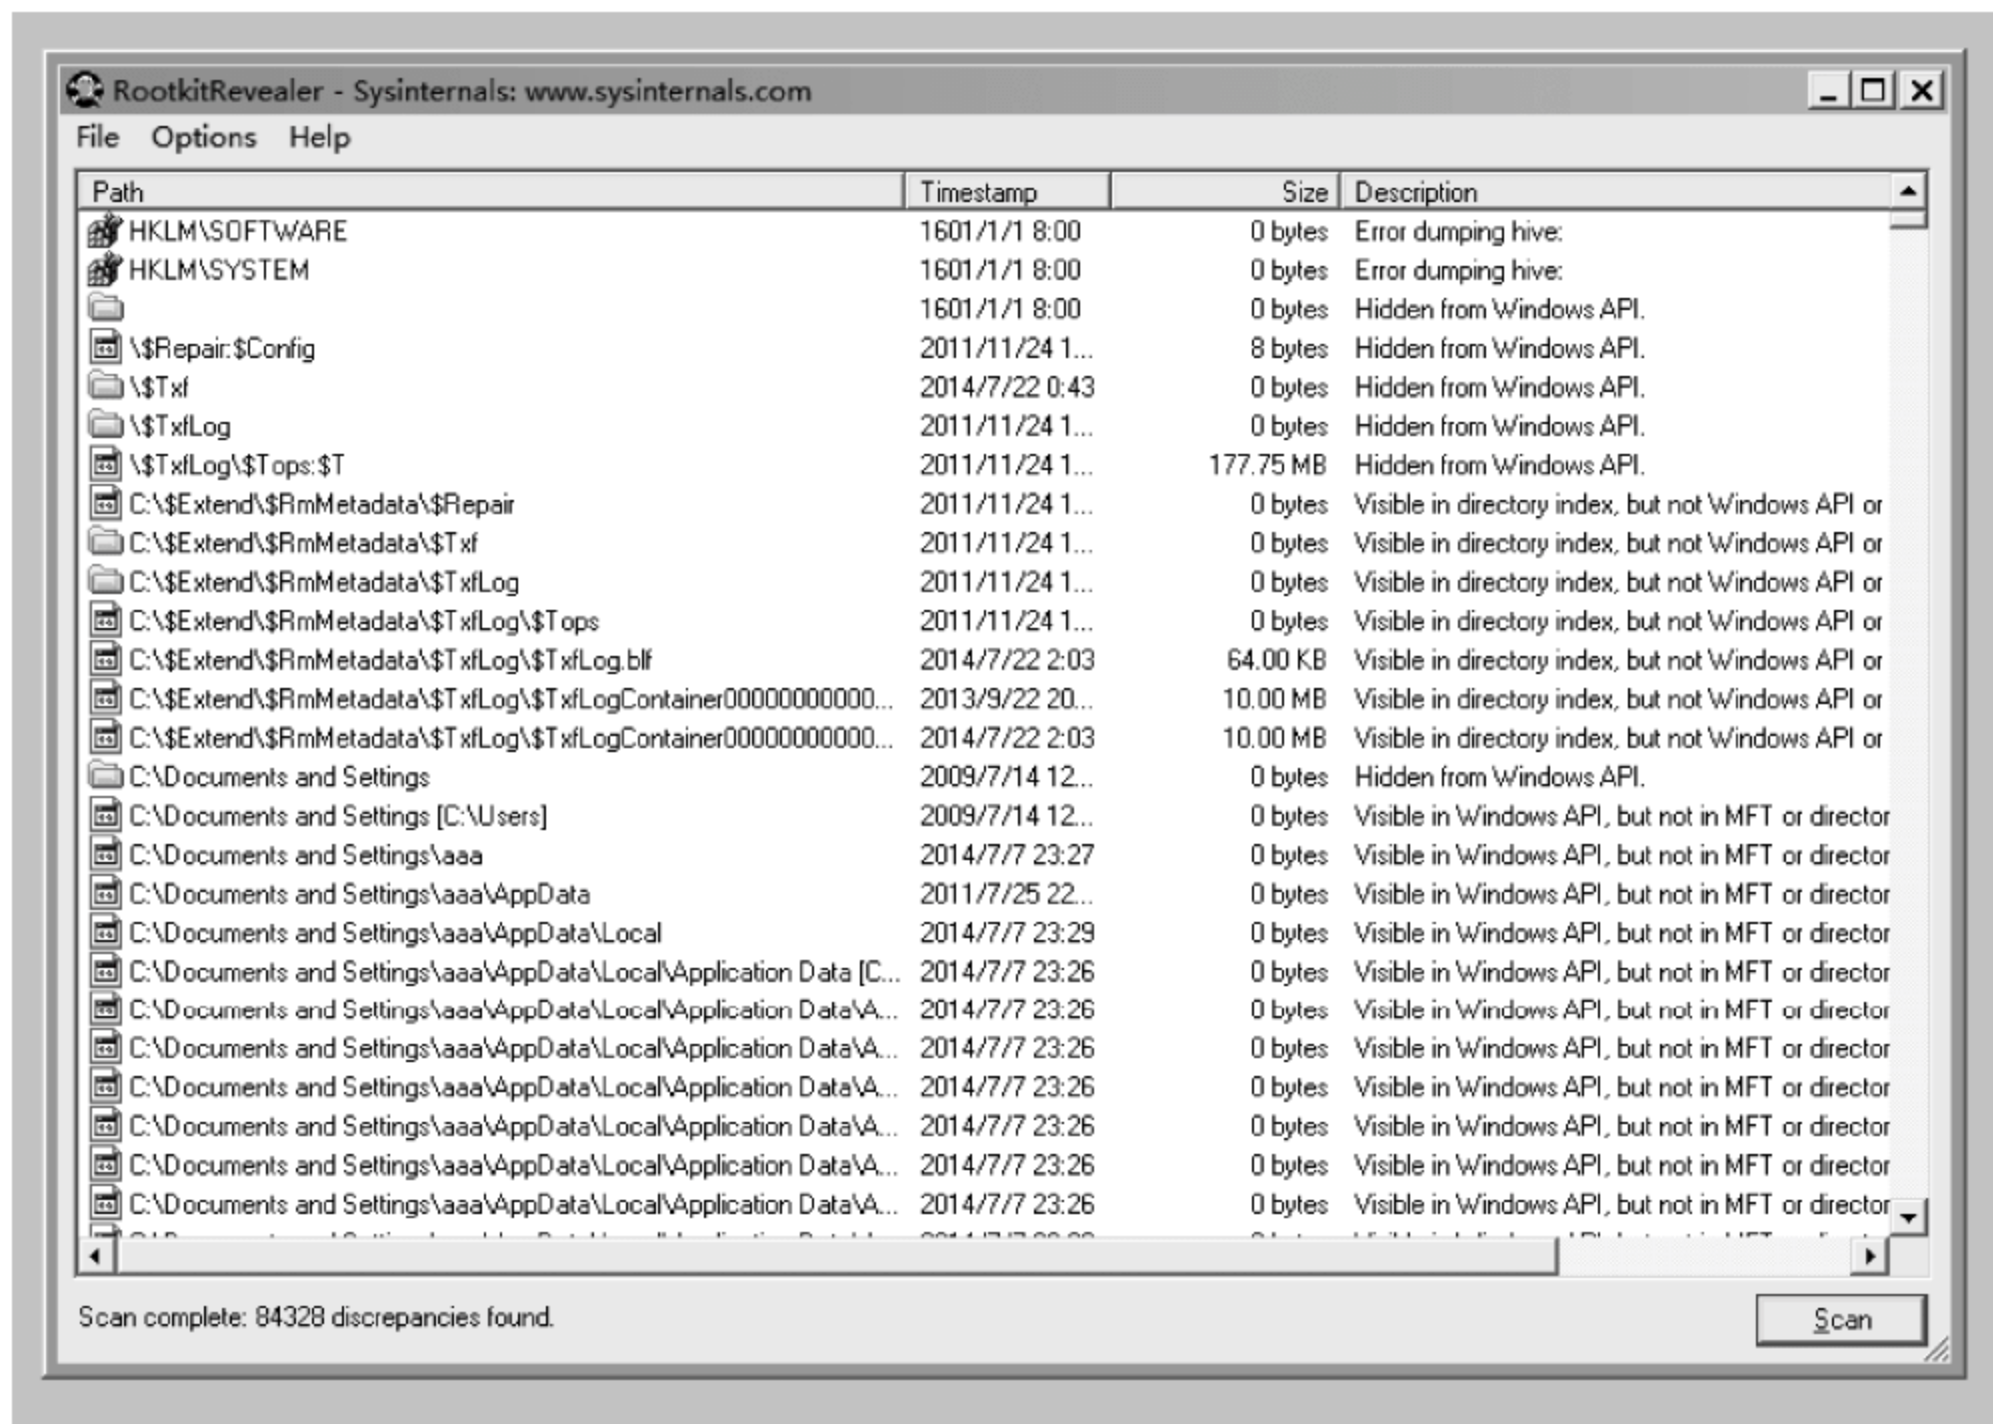 RootkitRevealer - Sysinternals: www.sysinternals.com
File Options Help
Path Timestamp Size Description
HKLM\SOFTWARE 1601/1/1 8:00 0 bytes Error dumping hive:
HKLM\SYSTEM 1601/1/1 8:00 0 bytes Error dumping hive:
1601/1/1 8:00 0 bytes Hidden from Windows API.
\$Repair:$Config 2011/11/24 1... 8 bytes Hidden from Windows API.
\$Txf 2014/7/22 0:43 0 bytes Hidden from Windows API.
\$TxfLog 2011/11/24 1... 0 bytes Hidden from Windows API.
\$TxfLog\$Tops:$T 2011/11/24 1... 177.75 MB Hidden from Windows API.
C:\$Extend\$RmMetadata\$Repair 2011/11/24 1... 0 bytes Visible in directory index, but not Windows API or
C:\$Extend\$RmMetadata\$Txf 2011/11/24 1... 0 bytes Visible in directory index, but not Windows API or
C:\$Extend\$RmMetadata\$TxfLog 2011/11/24 1... 0 bytes Visible in directory index, but not Windows API or
C:\$Extend\$RmMetadata\$TxfLog\$Tops 2011/11/24 1... 0 bytes Visible in directory index, but not Windows API or
C:\$Extend\$RmMetadata\$TxfLog\$TxfLog.blf 2014/7/22 2:03 64.00 KB Visible in directory index, but not Windows API or
C:\$Extend\$RmMetadata\$TxfLog\$TxfLogContainer00000000000... 2013/9/22 20... 10.00 MB Visible in directory index, but not Windows API or
C:\$Extend\$RmMetadata\$TxfLog\$TxfLogContainer00000000000... 2014/7/22 2:03 10.00 MB Visible in directory index, but not Windows API or
C:\Documents and Settings 2009/7/14 12... 0 bytes Hidden from Windows API.
C:\Documents and Settings [C:\Users] 2009/7/14 12... 0 bytes Visible in Windows API, but not in MFT or director
C:\Documents and Settings\aaa 2014/7/7 23:27 0 bytes Visible in Windows API, but not in MFT or director
C:\Documents and Settings\aaa\AppData 2011/7/25 22... 0 bytes Visible in Windows API, but not in MFT or director
C:\Documents and Settings\aaa\AppData\Local 2014/7/7 23:29 0 bytes Visible in Windows API, but not in MFT or director
C:\Documents and Settings\aaa\AppData\Local\Application Data [C... 2014/7/7 23:26 0 bytes Visible in Windows API, but not in MFT or director
C:\Documents and Settings\aaa\AppData\Local\Application Data\A... 2014/7/7 23:26 0 bytes Visible in Windows API, but not in MFT or director
C:\Documents and Settings\aaa\AppData\Local\Application Data\A... 2014/7/7 23:26 0 bytes Visible in Windows API, but not in MFT or director
C:\Documents and Settings\aaa\AppData\Local\Application Data\A... 2014/7/7 23:26 0 bytes Visible in Windows API, but not in MFT or director
C:\Documents and Settings\aaa\AppData\Local\Application Data\A... 2014/7/7 23:26 0 bytes Visible in Windows API, but not in MFT or director
C:\Documents and Settings\aaa\AppData\Local\Application Data\A... 2014/7/7 23:26 0 bytes Visible in Windows API, but not in MFT or director
C:\Documents and Settings\aaa\AppData\Local\Application Data\A... 2014/7/7 23:26 0 bytes Visible in Windows API, but not in MFT or director
Scan complete: 84328 discrepancies found.
Scan